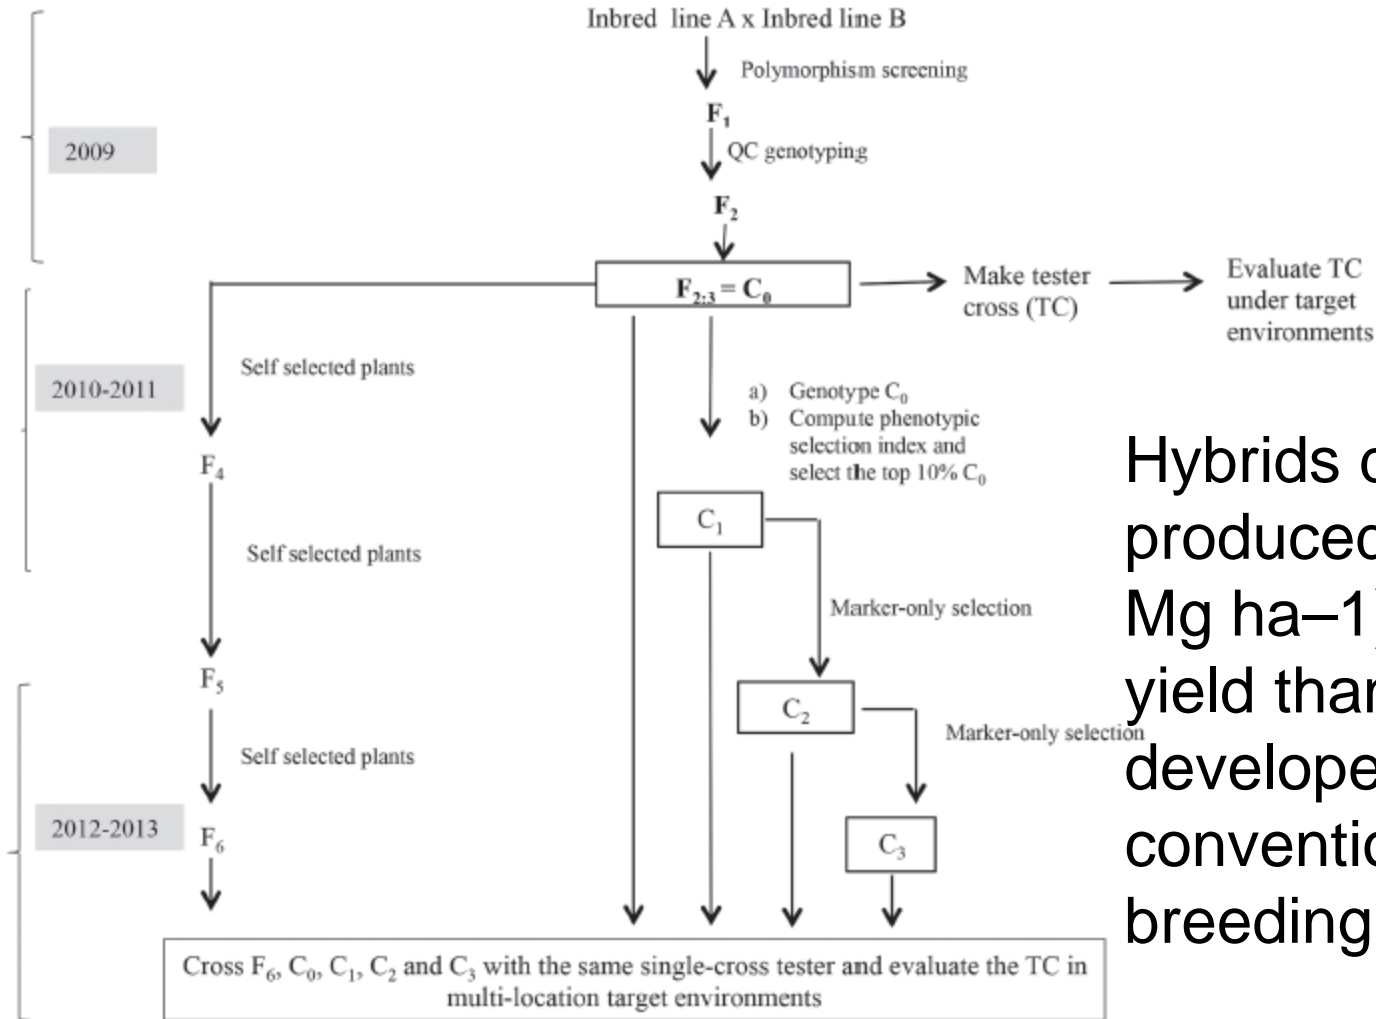 Inbred line A x Inbred line B
Polymorphism screening
F₁
2009
QC genotyping
F₂
F₂:₃ = C₀
Make tester
cross (TC)
Evaluate TC
under target
environments
2010-2011
Self selected plants
a) Genotype C₀
b) Compute phenotypic
selection index and
select the top 10% C₀
F₄
C₁
Self selected plants
Marker-only selection
F₅
C₂
Marker-only selection
Self selected plants
2012-2013
F₆
C₃
Cross F₆, C₀, C₁, C₂ and C₃ with the same single-cross tester and evaluate the TC in
multi-location target environments
Hybrids
Mg ha–1
yield
breeding